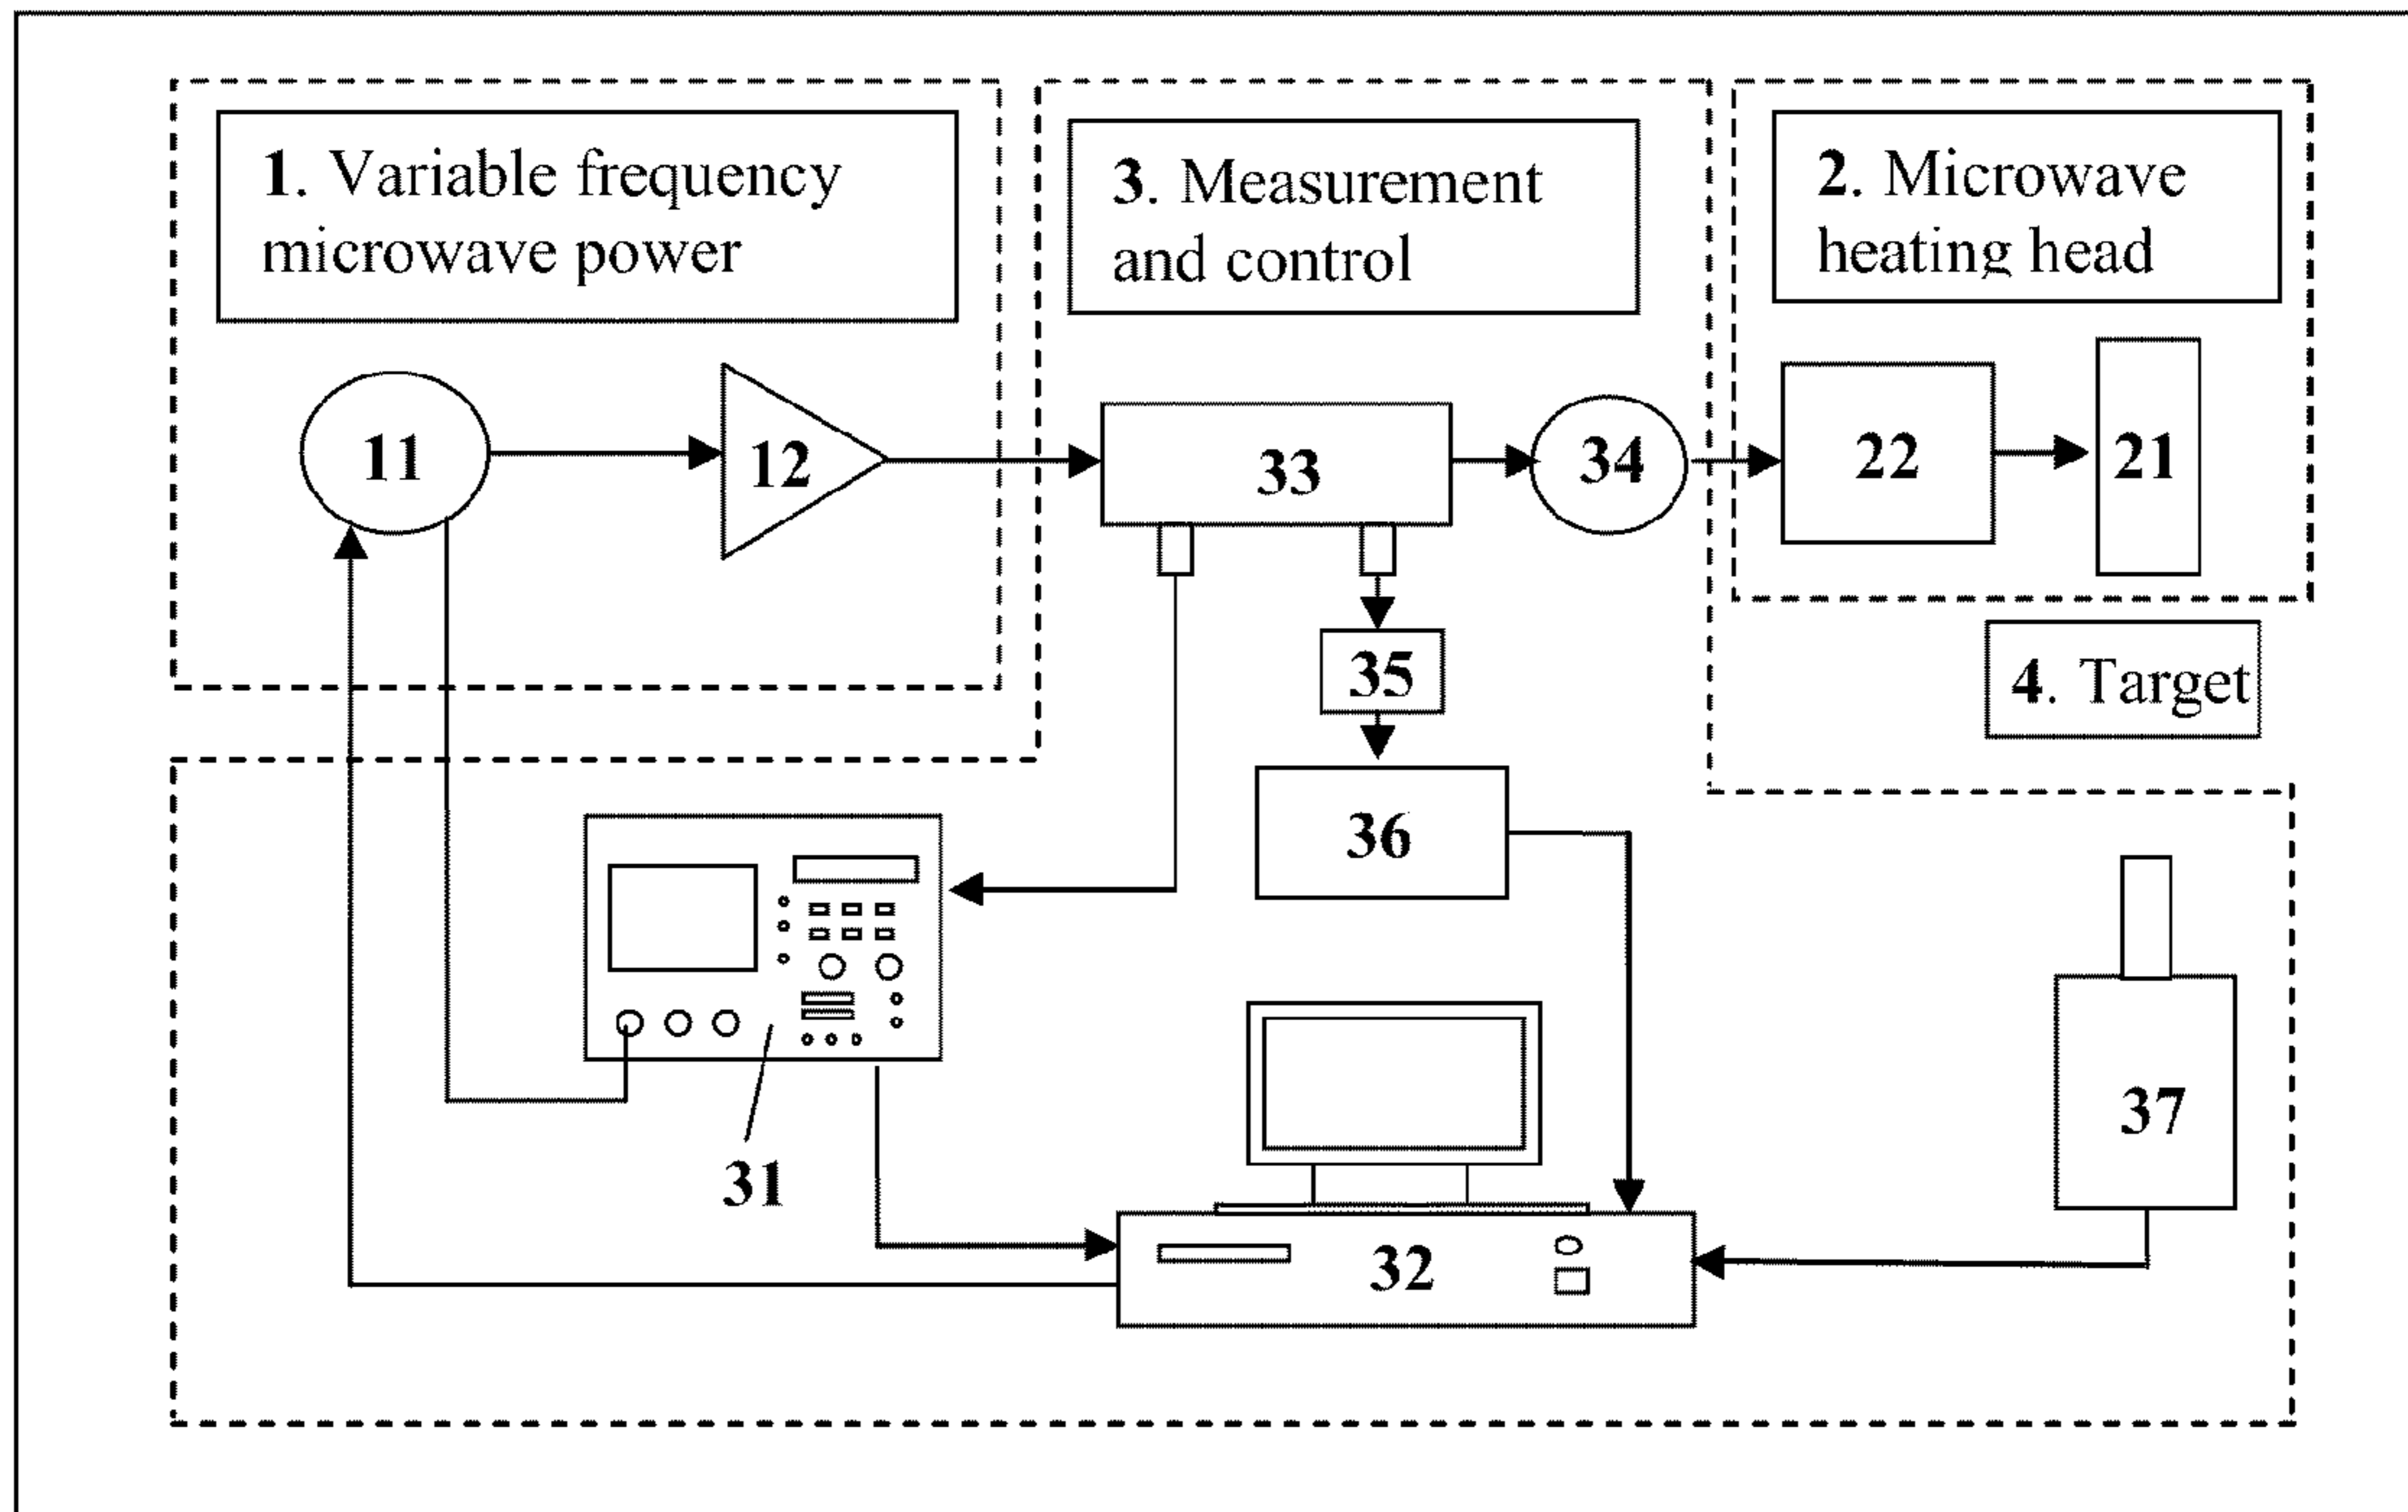 1. Variable frequency
microwave power
3. Measurement
and control
2. Microwave
heating head
11
12
33
34
22
21
35
4. Target
36
31
37
32